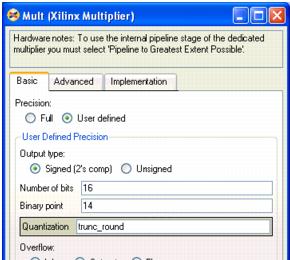 Mult (Xilinx Multiplier)
Hardware notes: To use the internal pipeline stage of the dedicated
multiplier you must select 'Pipeline to Greatest Extent Possible'.
Basic Advanced Implementation
Precision:
Full User defined
User Defined Precision
Output type:
Signed (2's comp) Unsigned
Number of bits 16
Binary point 14
Quantization trunc_round
Overflow: